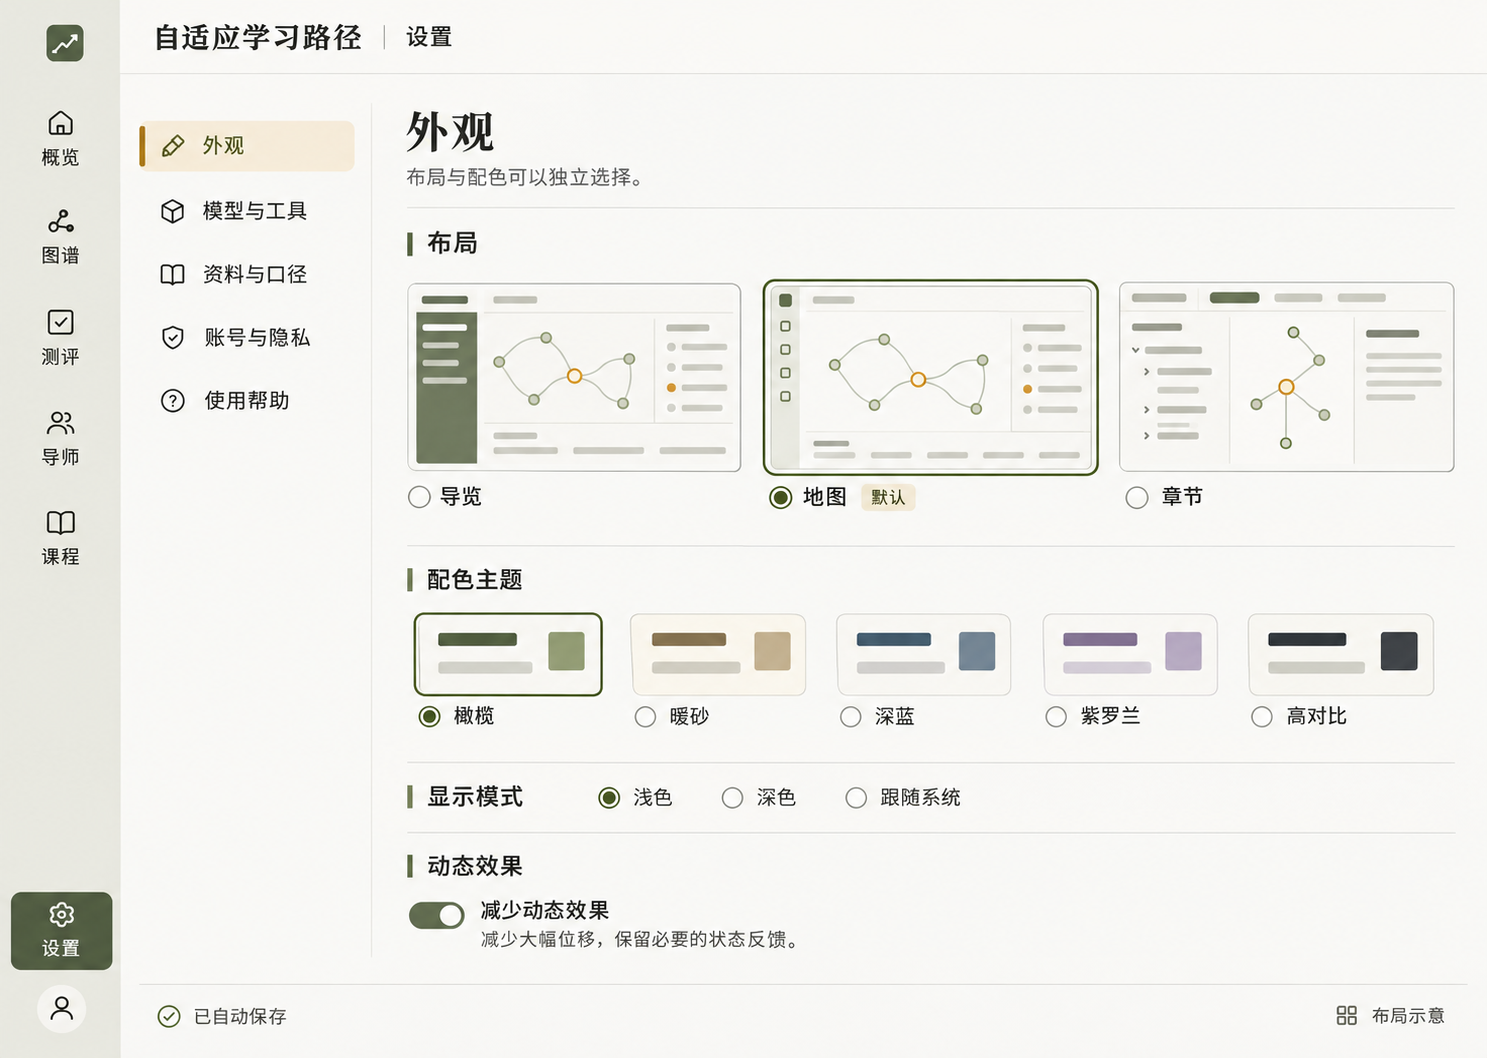 自适应学习路径
设置
概览
图谱
测评
导师
课程
设置
外观
模型与工具
资料与口径
账号与隐私
使用帮助
外观
布局与配色可以独立选择。
布局
导览
地图 默认
章节
配色主题
橄榄
暖砂
深蓝
紫罗兰
高对比
显示模式
浅色
深色
跟随系统
动态效果
减少动态效果
减少大幅位移，保留必要的状态反馈。
已自动保存
布局示意